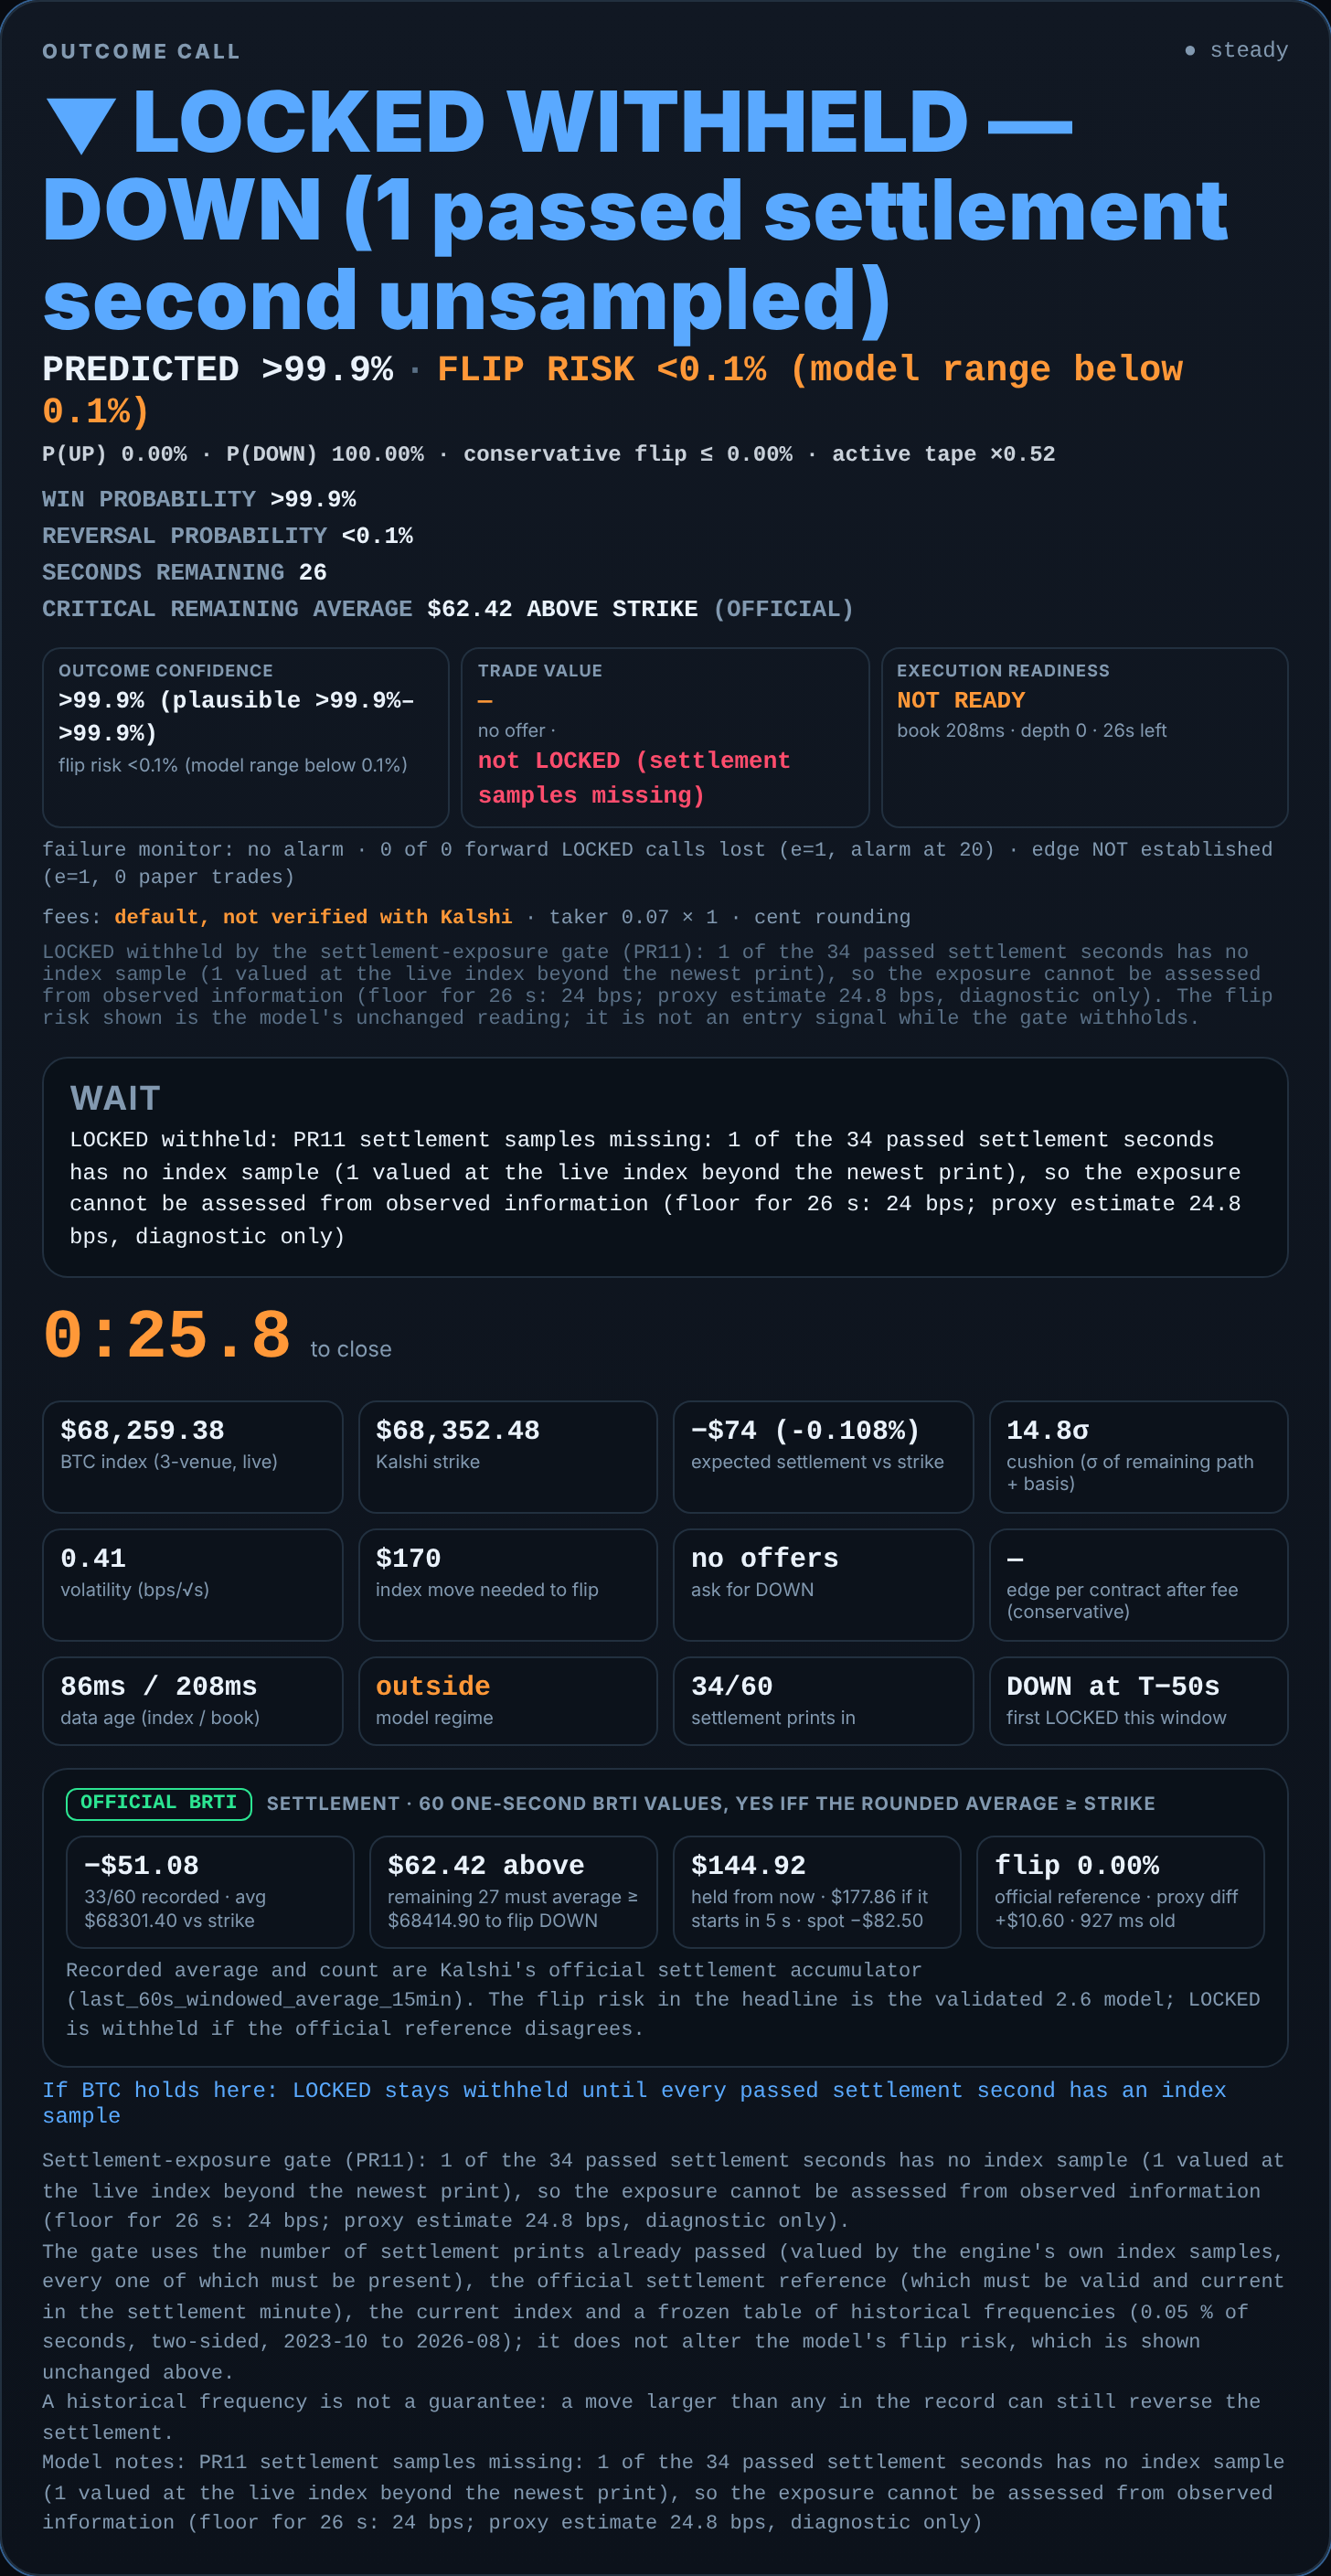 OUTCOME CALL
● steady
▼ LOCKED WITHHELD —
DOWN (1 passed settlement
second unsampled)
PREDICTED >99.9% · FLIP RISK <0.1% (model range below
0.1%)
P(UP) 0.00% · P(DOWN) 100.00% · conservative flip ≤ 0.00% · active tape ×0.52
WIN PROBABILITY >99.9%
REVERSAL PROBABILITY <0.1%
SECONDS REMAINING 26
CRITICAL REMAINING AVERAGE $62.42 ABOVE STRIKE (OFFICIAL)
OUTCOME CONFIDENCE
>99.9% (plausible >99.9%–
>99.9%)
flip risk <0.1% (model range below 0.1%)
TRADE VALUE
—
no offer ·
not LOCKED (settlement
samples missing)
EXECUTION READINESS
NOT READY
book 208ms · depth 0 · 26s left
failure monitor: no alarm · 0 of 0 forward LOCKED calls lost (e=1, alarm at 20) · edge NOT established
(e=1, 0 paper trades)
fees: default, not verified with Kalshi · taker 0.07 × 1 · cent rounding
LOCKED withheld by the settlement-exposure gate (PR11): 1 of the 34 passed settlement seconds has no
index sample (1 valued at the live index beyond the newest print), so the exposure cannot be assessed
from observed information (floor for 26 s: 24 bps; proxy estimate 24.8 bps, diagnostic only). The flip
risk shown is the model's unchanged reading; it is not an entry signal while the gate withholds.
WAIT
LOCKED withheld: PR11 settlement samples missing: 1 of the 34 passed settlement seconds
has no index sample (1 valued at the live index beyond the newest print), so the exposure
cannot be assessed from observed information (floor for 26 s: 24 bps; proxy estimate 24.8
bps, diagnostic only)
0:25.8 to close
$68,259.38
BTC index (3-venue, live)
$68,352.48
Kalshi strike
−$74 (-0.108%)
expected settlement vs strike
14.8σ
cushion (σ of remaining path
+ basis)
0.41
volatility (bps/√s)
$170
index move needed to flip
no offers
ask for DOWN
—
edge per contract after fee
(conservative)
86ms / 208ms
data age (index / book)
outside
model regime
34/60
settlement prints in
DOWN at T−50s
first LOCKED this window
OFFICIAL BRTI SETTLEMENT · 60 ONE-SECOND BRTI VALUES, YES IFF THE ROUNDED AVERAGE ≥ STRIKE
−$51.08
33/60 recorded · avg
$68301.40 vs strike
$62.42 above
remaining 27 must average ≥
$68414.90 to flip DOWN
$144.92
held from now · $177.86 if it
starts in 5 s · spot −$82.50
flip 0.00%
official reference · proxy diff
+$10.60 · 927 ms old
Recorded average and count are Kalshi's official settlement accumulator
(last_60s_windowed_average_15min). The flip risk in the headline is the validated 2.6 model; LOCKED
is withheld if the official reference disagrees.
If BTC holds here: LOCKED stays withheld until every passed settlement second has an index
sample
Settlement-exposure gate (PR11): 1 of the 34 passed settlement seconds has no index sample (1 valued at
the live index beyond the newest print), so the exposure cannot be assessed from observed information
(floor for 26 s: 24 bps; proxy estimate 24.8 bps, diagnostic only).
The gate uses the number of settlement prints already passed (valued by the engine's own index samples,
every one of which must be present), the official settlement reference (which must be valid and current
in the settlement minute), the current index and a frozen table of historical frequencies (0.05 % of
seconds, two-sided, 2023-10 to 2026-08); it does not alter the model's flip risk, which is shown
unchanged above.
A historical frequency is not a guarantee: a move larger than any in the record can still reverse the
settlement.
Model notes: PR11 settlement samples missing: 1 of the 34 passed settlement seconds has no index sample
(1 valued at the live index beyond the newest print), so the exposure cannot be assessed from observed
information (floor for 26 s: 24 bps; proxy estimate 24.8 bps, diagnostic only)